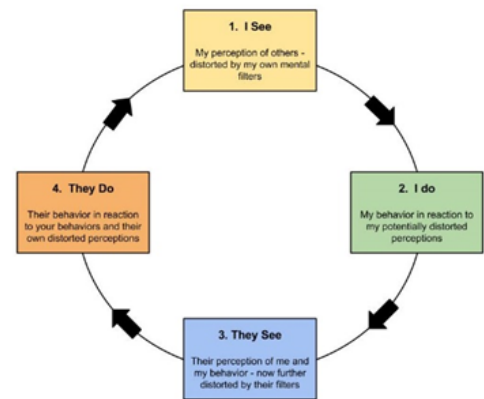 1. I See
My perception of others -
distorted by my own mental
filters
2. I do
My behavior in reaction to
my potentially distorted
perceptions
3. They See
Their perception of me and
my behavior - now further
distorted by their filters
4. They Do
Their behavior in reaction
to your behaviors and their
own distorted perceptions